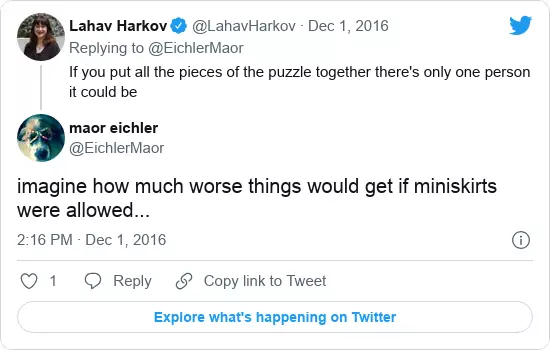 Lahav Harkov @LahavHarkov · Dec 1, 2016
Replying to @EichlerMaor
If you put all the pieces of the puzzle together there's only one person
it could be
maor eichler
@EichlerMaor
imagine how much worse things would get if miniskirts
were allowed...
2:16 PM · Dec 1, 2016
1 Reply Copy link to Tweet
Explore what's happening on Twitter